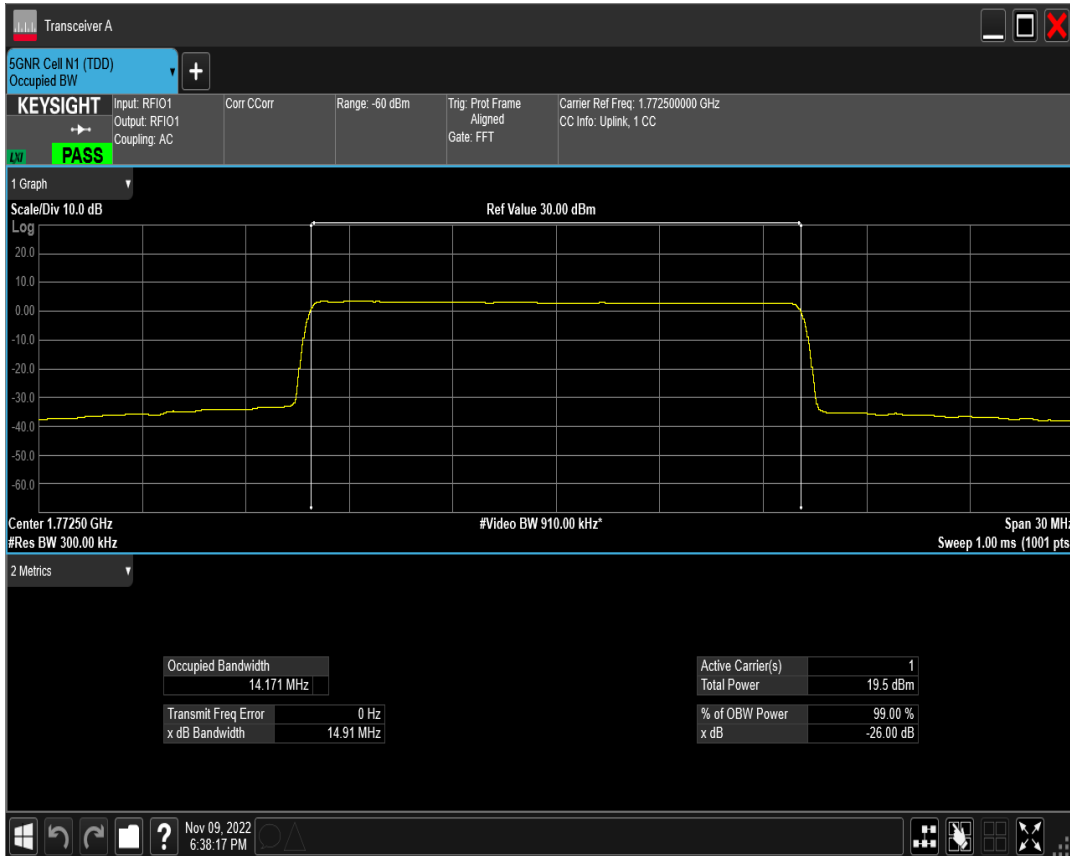 Transceiver A
5GNR Cell N1 (TDD)
Occupied BW
+
KEYSIGHT
LXI
PASS
Input: RFIO1
Output: RFIO1
Coupling: AC
Corr CCorr
Range: -60 dBm
Trig: Prot Frame
Aligned
Gate: FFT
Carrier Ref Freq: 1.772500000 GHz
CC Info: Uplink, 1 CC
1 Graph
Scale/Div 10.0 dB
Ref Value 30.00 dBm
Log
20.0
10.0
0.00
-10.0
-20.0
-30.0
-40.0
-50.0
-60.0
Center 1.77250 GHz
#Video BW 910.00 kHz*
Span 30 MHz
#Res BW 300.00 kHz
Sweep 1.00 ms (1001 pts
2 Metrics
Occupied Bandwidth
14.171 MHz
Transmit Freq Error 0 Hz
x dB Bandwidth 14.91 MHz
Active Carrier(s) 1
Total Power 19.5 dBm
% of OBW Power 99.00 %
x dB -26.00 dB
?
Nov 09, 2022
6:38:17 PM